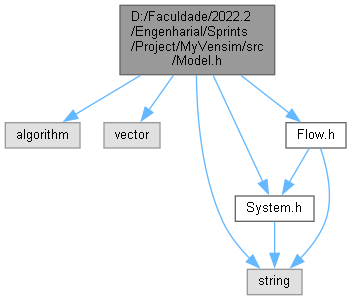 D:/Faculdade/2022.2
/Engenharial/Sprints
/Project/MyVensim/src
/Model.h
Flow.h
algorithm
vector
System.h
string